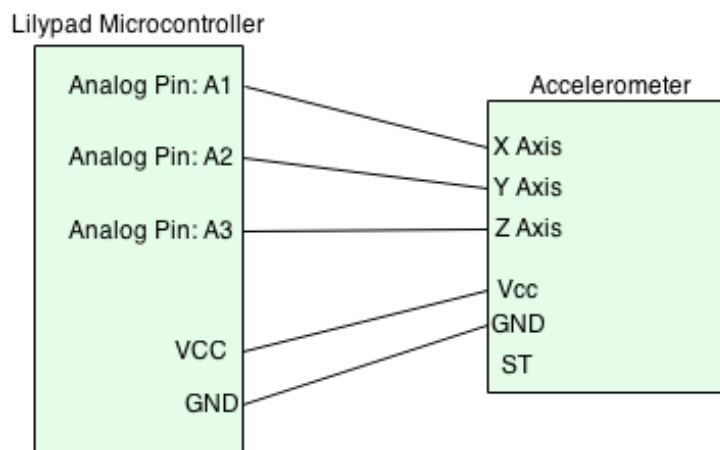 Lilypad Microcontroller
Analog Pin: A1
Analog Pin: A2
Analog Pin: A3
VCC
GND
Accelerometer
X Axis
Y Axis
Z Axis
Vcc
GND
ST